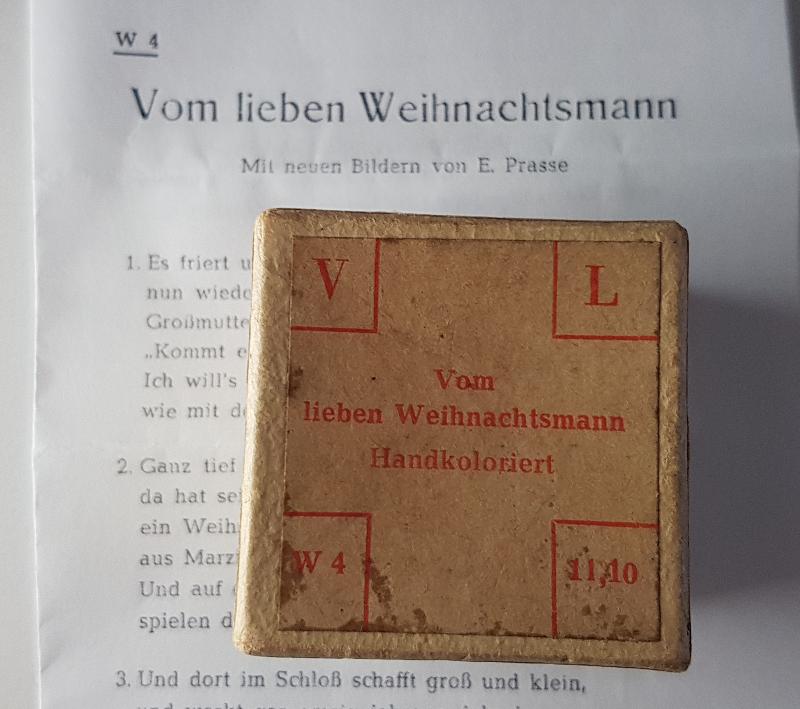 W 4
Vom lieben Weihnachtsmann
Mit neuen Bildern von E. Prasse
1. Es friert
nun
Großmutte
„Kommt
Ich will's
wie mit
2. Ganz tief
da hat
ein Weih
aus Marzi
Und auf
spielen
3. Und dort im Schloß schafft groß und klein,
V
L
Vom
lieben Weihnachtsmann
Handkoloriert
W 4
11,10